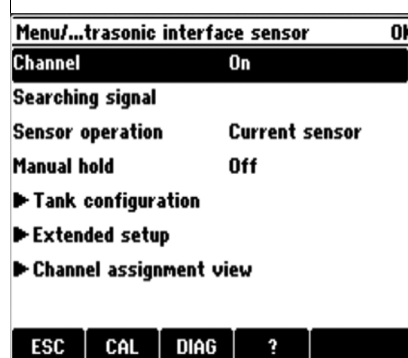 Menu/...trasonic interface sensor OK
Channel On
Searching signal
Sensor operation Current sensor
Manual hold Off
▶ Tank configuration
▶ Extended setup
▶ Channel assignment view
ESC CAL DIAG ?